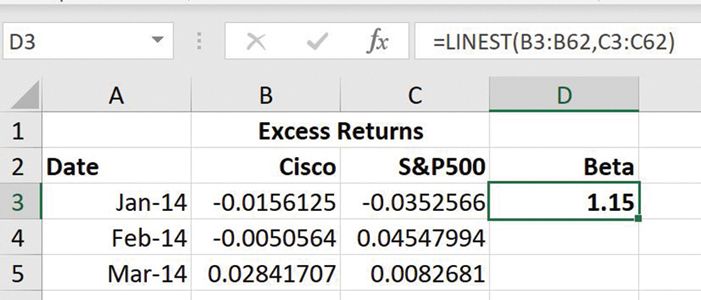 D3 fx =LINEST(B3:B62,C3:C62)
A B C D
1 Excess Returns
2 Date Cisco S&P500 Beta
3 Jan-14 -0.0156125 -0.0352566 1.15
4 Feb-14 -0.0050564 0.04547994
5 Mar-14 0.02841707 0.0082681